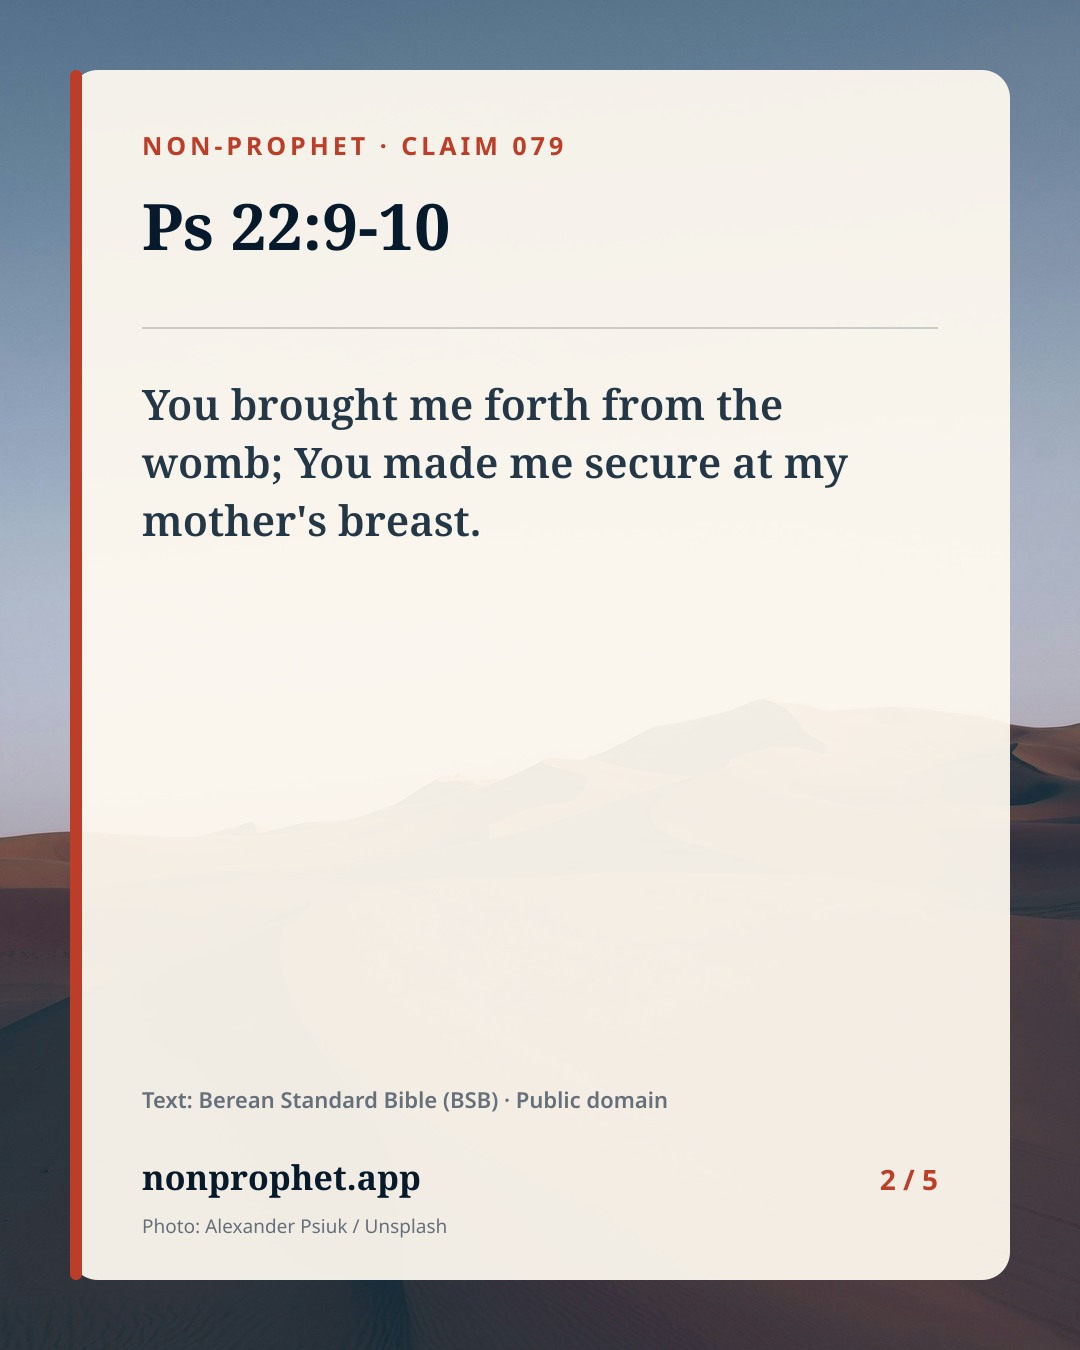 NON-PROPHET · CLAIM 079
Ps 22:9-10
You brought me forth from the
womb; You made me secure at my
mother's breast.
Text: Berean Standard Bible (BSB) · Public domain
nonprophet.app
2 / 5
Photo: Alexander Psiuk / Unsplash